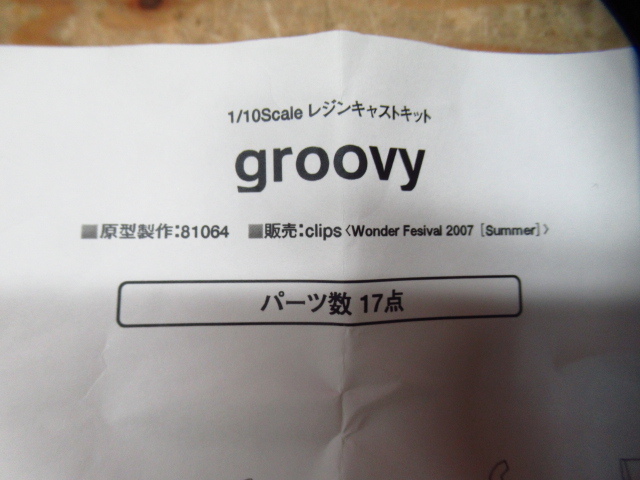 1/10Scale レジンキャストキット
groovy
■原型製作:81064 ■販売:clips〈Wonder Fesival 2007 [Summer]〉
パーツ数 17点